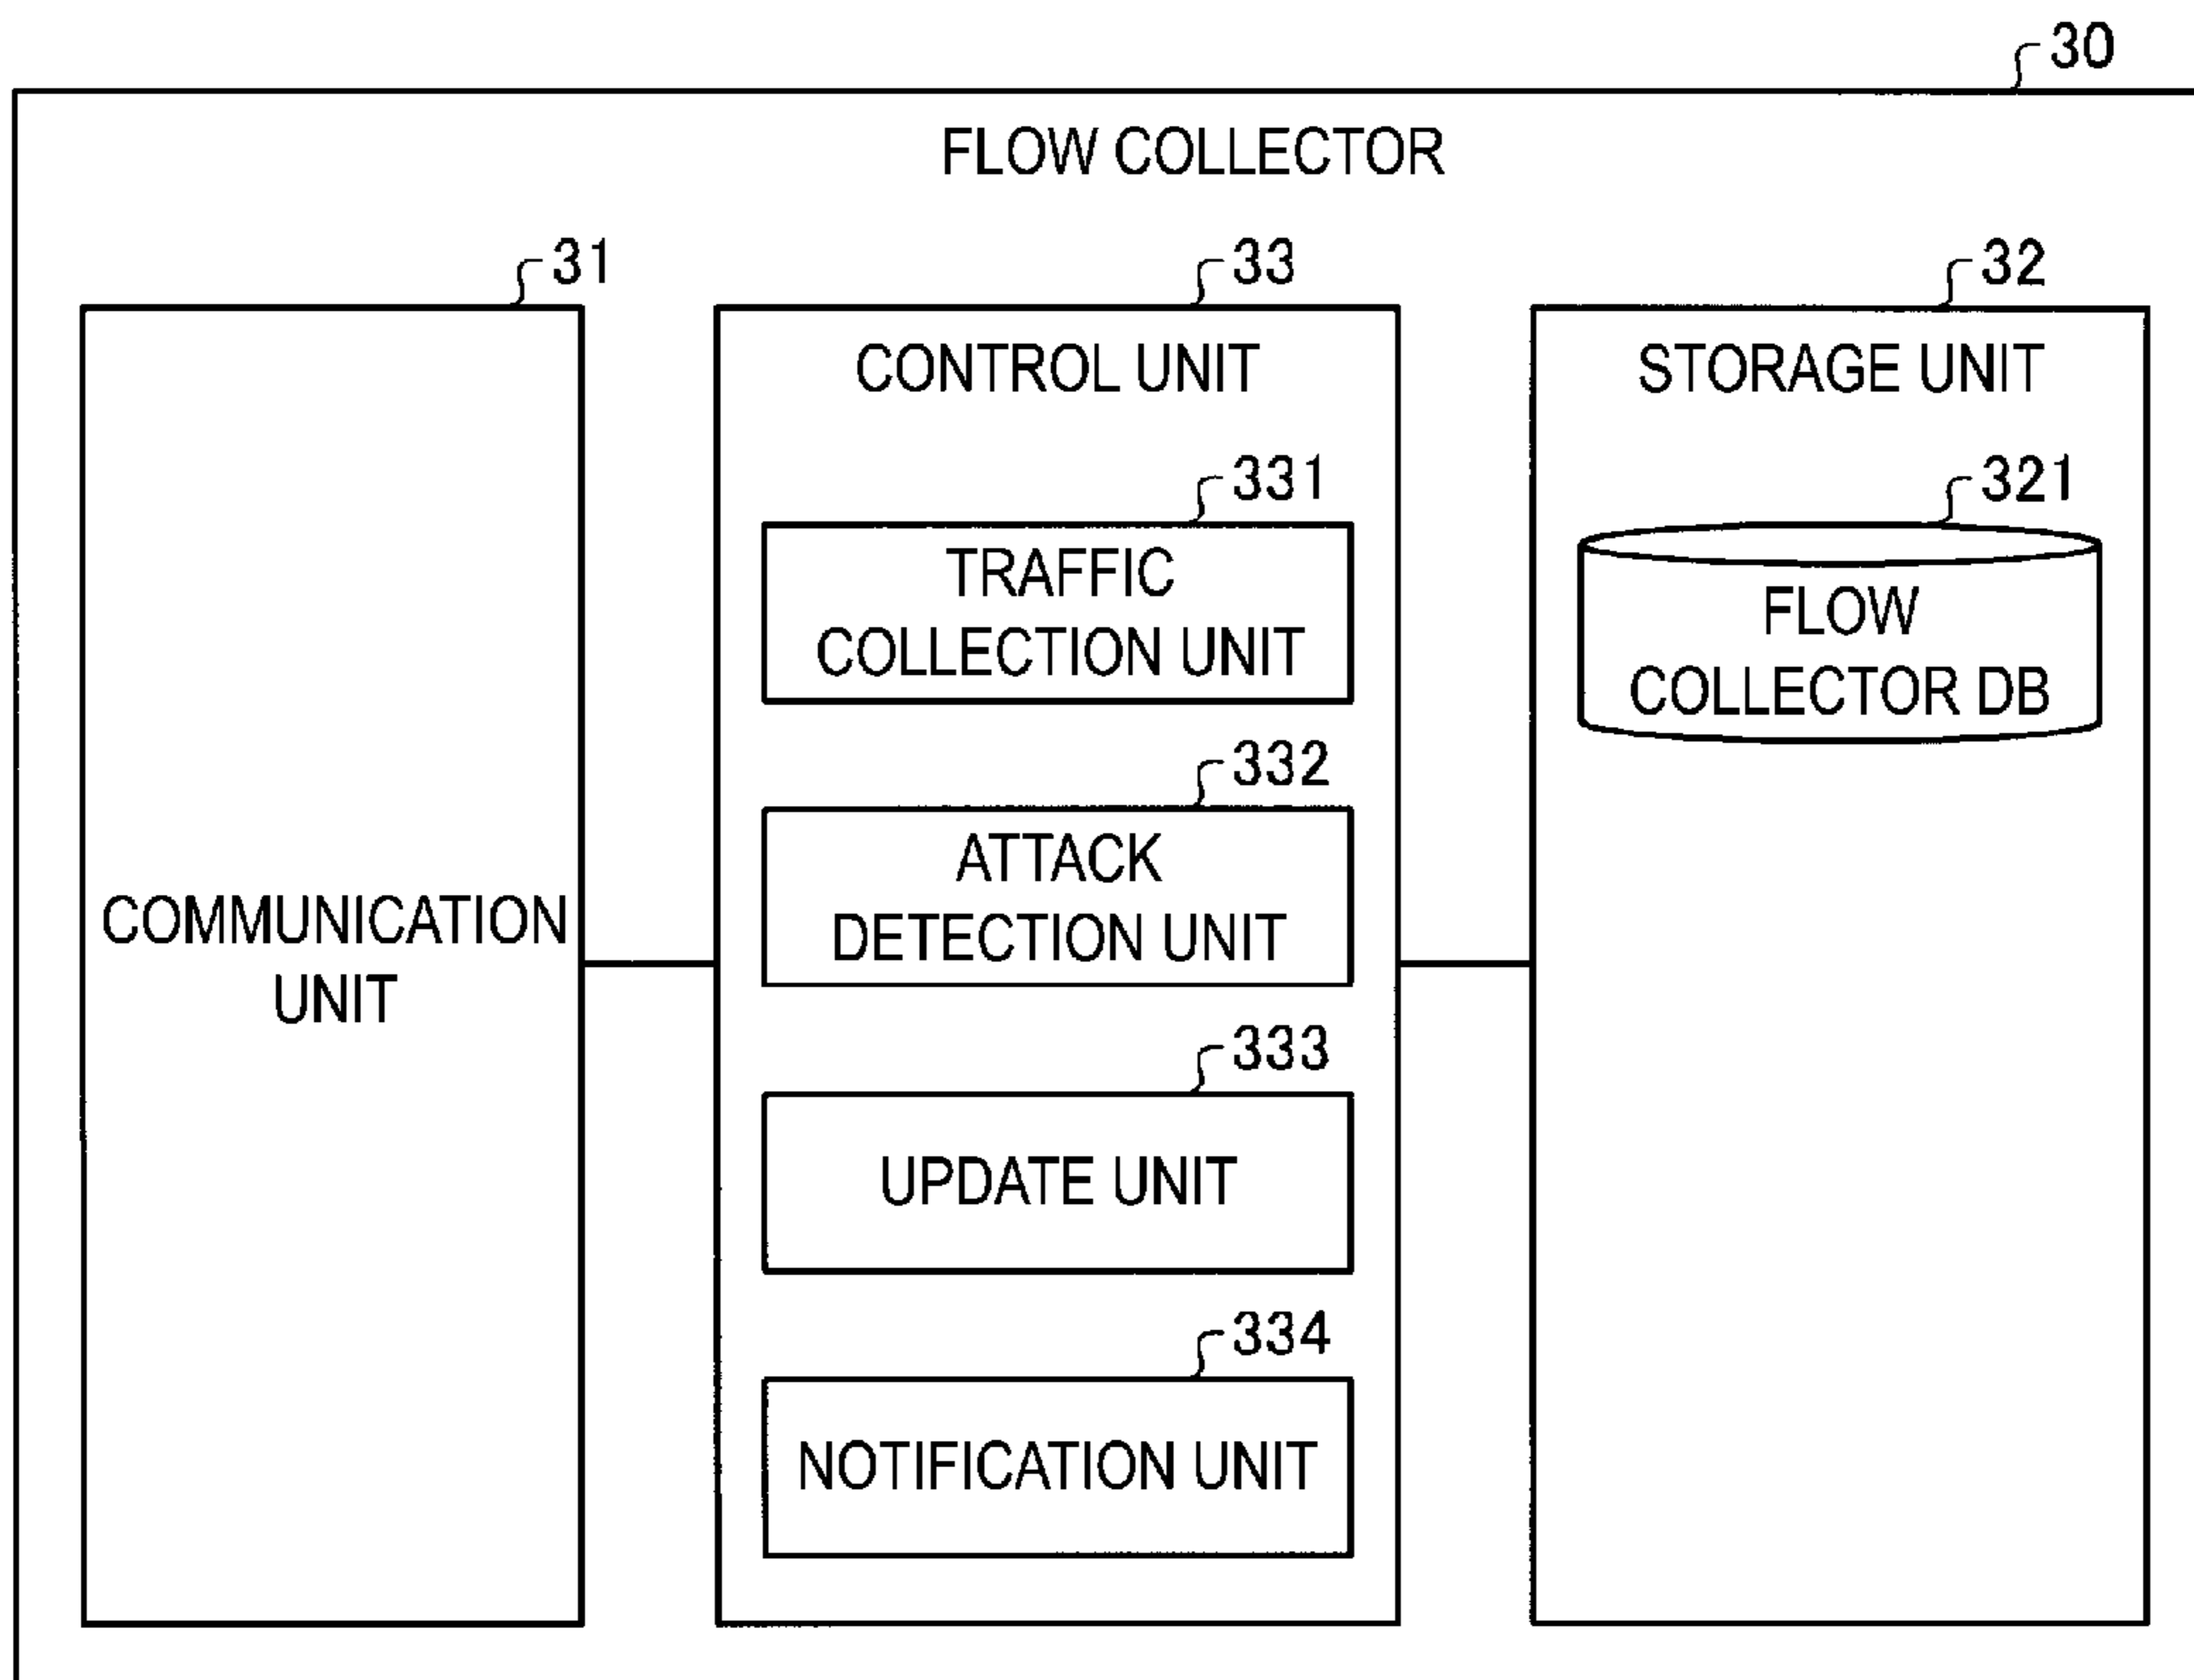 30
FLOW COLLECTOR
31
COMMUNICATION
UNIT
33
CONTROL UNIT
331
TRAFFIC
COLLECTION UNIT
332
ATTACK
DETECTION UNIT
333
UPDATE UNIT
334
NOTIFICATION UNIT
32
STORAGE UNIT
321
FLOW
COLLECTOR DB